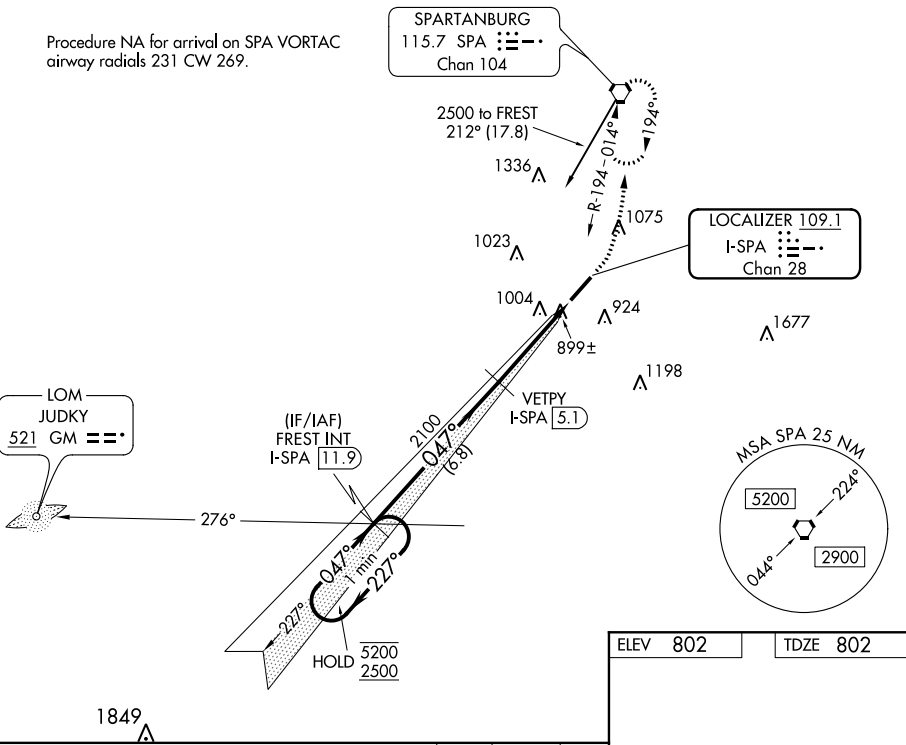 Procedure NA for arrival on SPA VORTAC
airway radials 231 CW 269.
SPARTANBURG
115.7 SPA
Chan 104
2500 to FREST
212° (17.8)
R-194
014°
194°
1336
1075
1023
LOCALIZER 109.1
I-SPA
Chan 28
1004
924
1677
899±
1198
VETPY
I-SPA 5.1
LOM
JUDKY
521 GM
(IF/IAF)
FREST INT
I-SPA 11.9
2100
047°
(6.8)
276°
047°
1 min
227°
227°
HOLD 5200
2500
MSA SPA 25 NM
5200
224°
044°
2900
ELEV 802
TDZE 802
1849